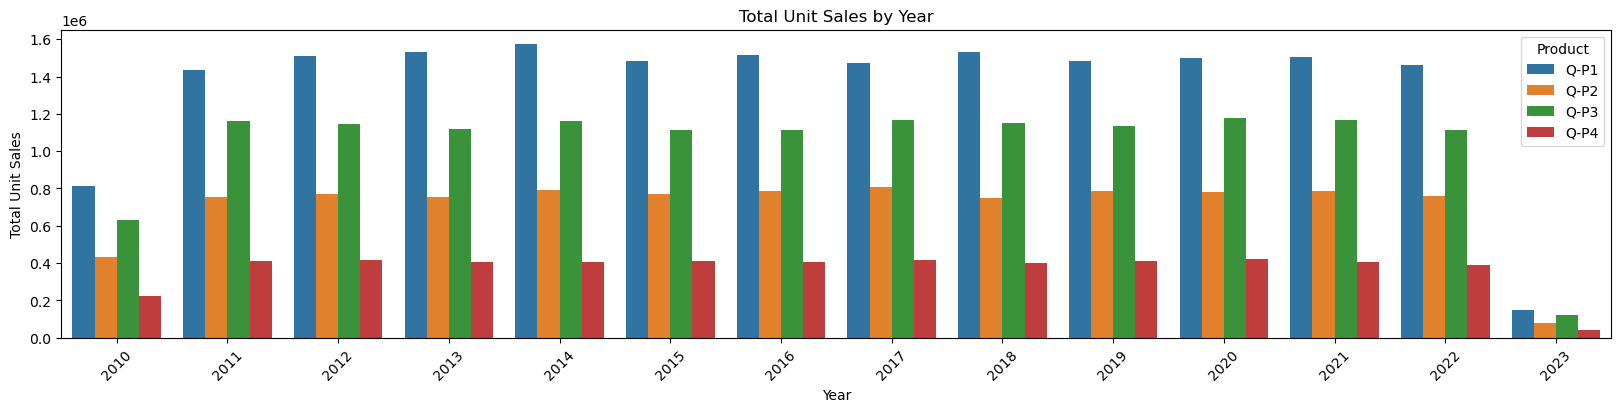 Total Unit Sales by Year
1e6
1.6
1.4
1.2
1.0
0.8
0.6
0.4
0.2
0.0
Total Unit Sales
Product
Q-P1
Q-P2
Q-P3
Q-P4
2010 2011 2012 2013 2014 2015 2016 2017 2018 2019 2020 2021 2022 2023
Year